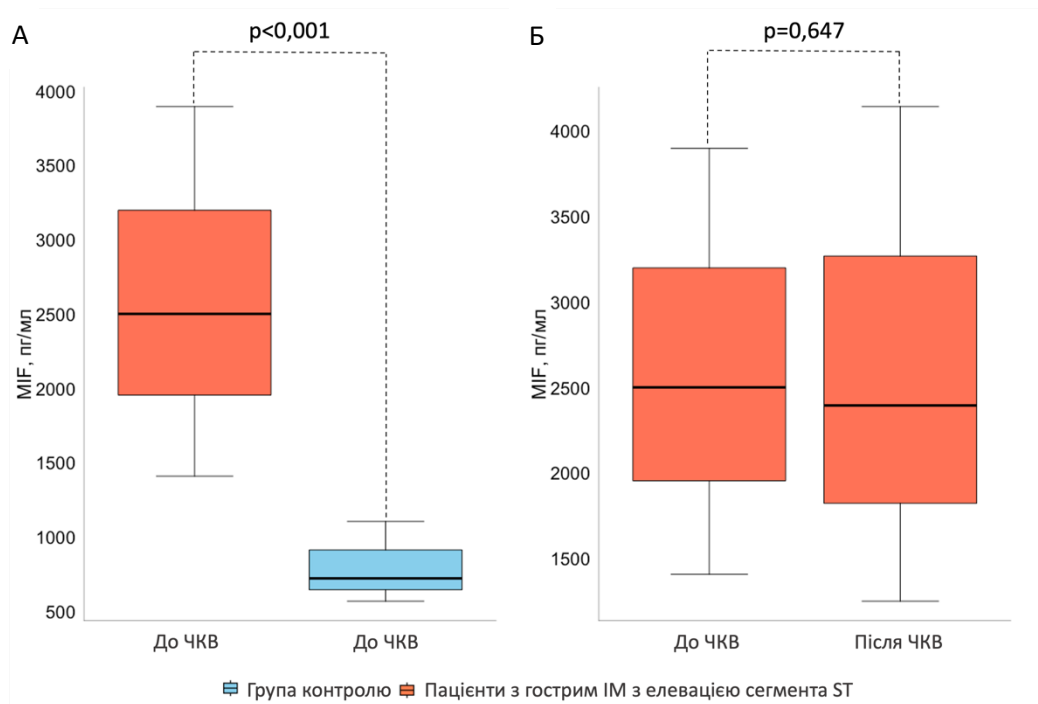 А
p<0,001
MIF, пг/мл
4000
3500
3000
2500
2000
1500
1000
500
До ЧКВ До ЧКВ
Б
p=0,647
MIF, пг/мл
4000
3500
3000
2500
2000
1500
До ЧКВ Після ЧКВ
Група контролю Пацієнти з гострим ІМ з елевацією сегмента ST